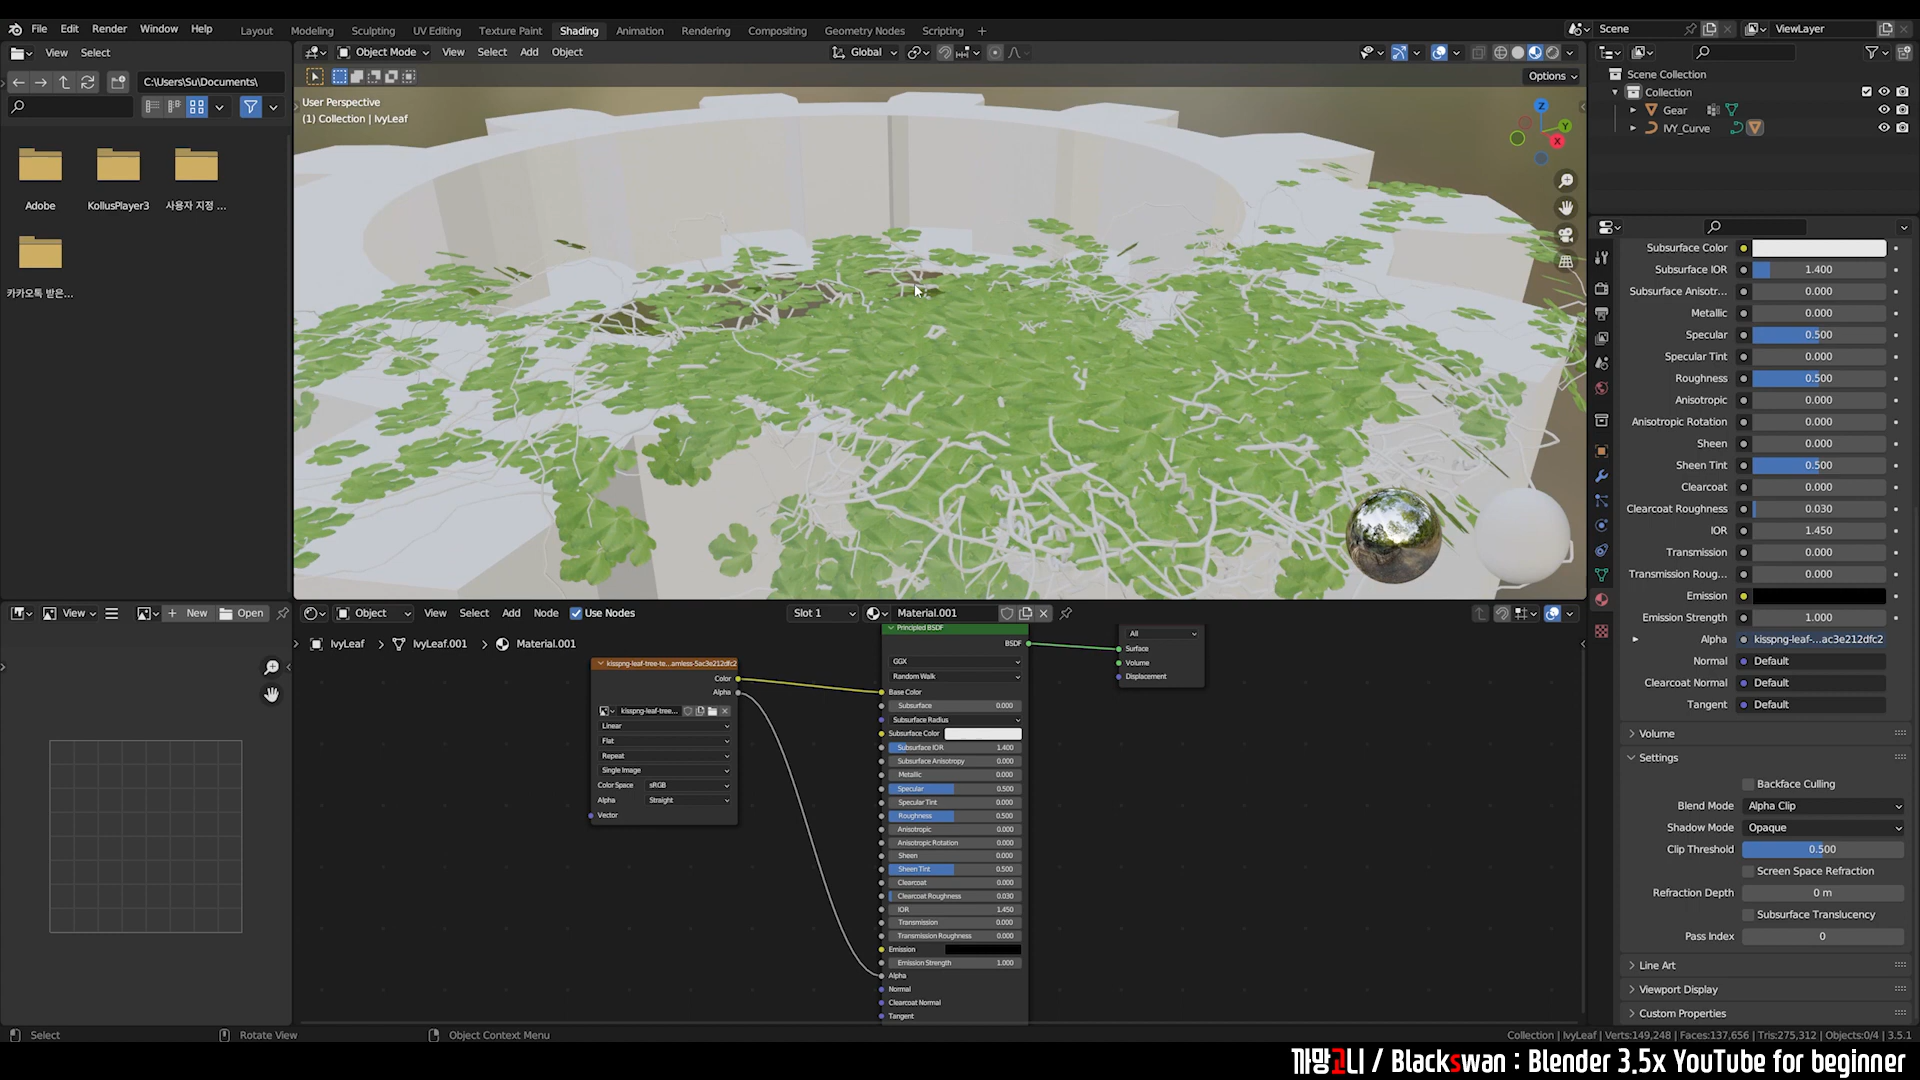 File Edit Render Window Help
Layout Modeling Sculpting UV Editing Texture Paint Shading Animation Rendering Compositing Geometry Nodes Scripting +
Scene ViewLayer
View Select
Object Mode View Select Add Object Global
C:\Users\Su\Documents\
Options
Adobe KollusPlayer3 사용자 지정 ...
카카오톡 받은...
User Perspective
(1) Collection | IvyLeaf
Z
Y
X
Scene Collection
Collection
Gear
IVY_Curve
Subsurface Color
Subsurface IOR 1.400
Subsurface Anisotr... 0.000
Metallic 0.000
Specular 0.500
Specular Tint 0.000
Roughness 0.500
Anisotropic 0.000
Anisotropic Rotation 0.000
Sheen 0.000
Sheen Tint 0.500
Clearcoat 0.000
Clearcoat Roughness 0.030
IOR 1.450
Transmission 0.000
Transmission Roug... 0.000
Emission
Emission Strength 1.000
Alpha kisspng-leaf-...ac3e212dfc2
Normal Default
Clearcoat Normal Default
Tangent Default
Volume
Settings
Backface Culling
Blend Mode Alpha Clip
Shadow Mode Opaque
Clip Threshold 0.500
Screen Space Refraction
Refraction Depth 0 m
Subsurface Translucency
Pass Index 0
Line Art
Viewport Display
Custom Properties
View + New Open
Object View Select Add Node Use Nodes Slot 1 Material.001
IvyLeaf > IvyLeaf.001 > Material.001
kisspng-leaf-tree-te...amless-5ac3e212dfc2
Color
Alpha
kisspng-leaf-tree...
Linear
Flat
Repeat
Single Image
Color Space sRGB
Alpha Straight
Vector
Principled BSDF
BSDF
GGX
Random Walk
Base Color
Subsurface 0.000
Subsurface Radius
Subsurface Color
Subsurface IOR 1.400
Subsurface Anisotropy 0.000
Metallic 0.000
Specular 0.500
Specular Tint 0.000
Roughness 0.500
Anisotropic 0.000
Anisotropic Rotation 0.000
Sheen 0.000
Sheen Tint 0.500
Clearcoat 0.000
Clearcoat Roughness 0.030
IOR 1.450
Transmission 0.000
Transmission Roughness 0.000
Emission
Emission Strength 1.000
Alpha
Normal
Clearcoat Normal
Tangent
All
Surface
Volume
Displacement
Select Rotate View Object Context Menu
Collection | IvyLeaf | Verts:149,248 | Faces:137,656 | Tris:275,312 | Objects:0/4 | 3.5.1
까망고니 / Blackswan : Blender 3.5x YouTube for beginner